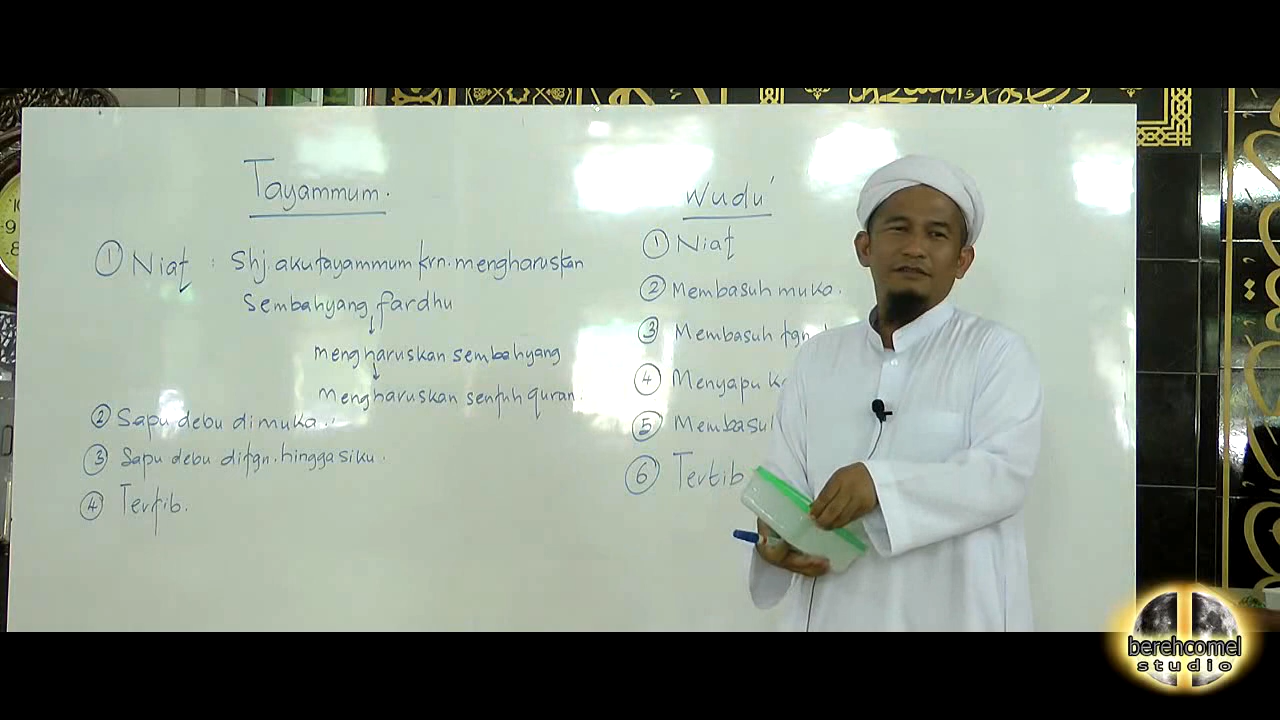 Tayammum.
① Niat : Shj. aku tayammum krn. mengharuskan
Sembahyang fardhu
mengharuskan sembahyang
mengharuskan sentuh quran.
② Sapu debu di muka.
③ Sapu debu di tgn. hingga siku.
④ Tertib.
Wudu'
① Niat
② Membasuh muka.
③ Membasuh tgn.
④ Menyapu
⑤ Membasuh
⑥ Tertib
berehcomel
studio